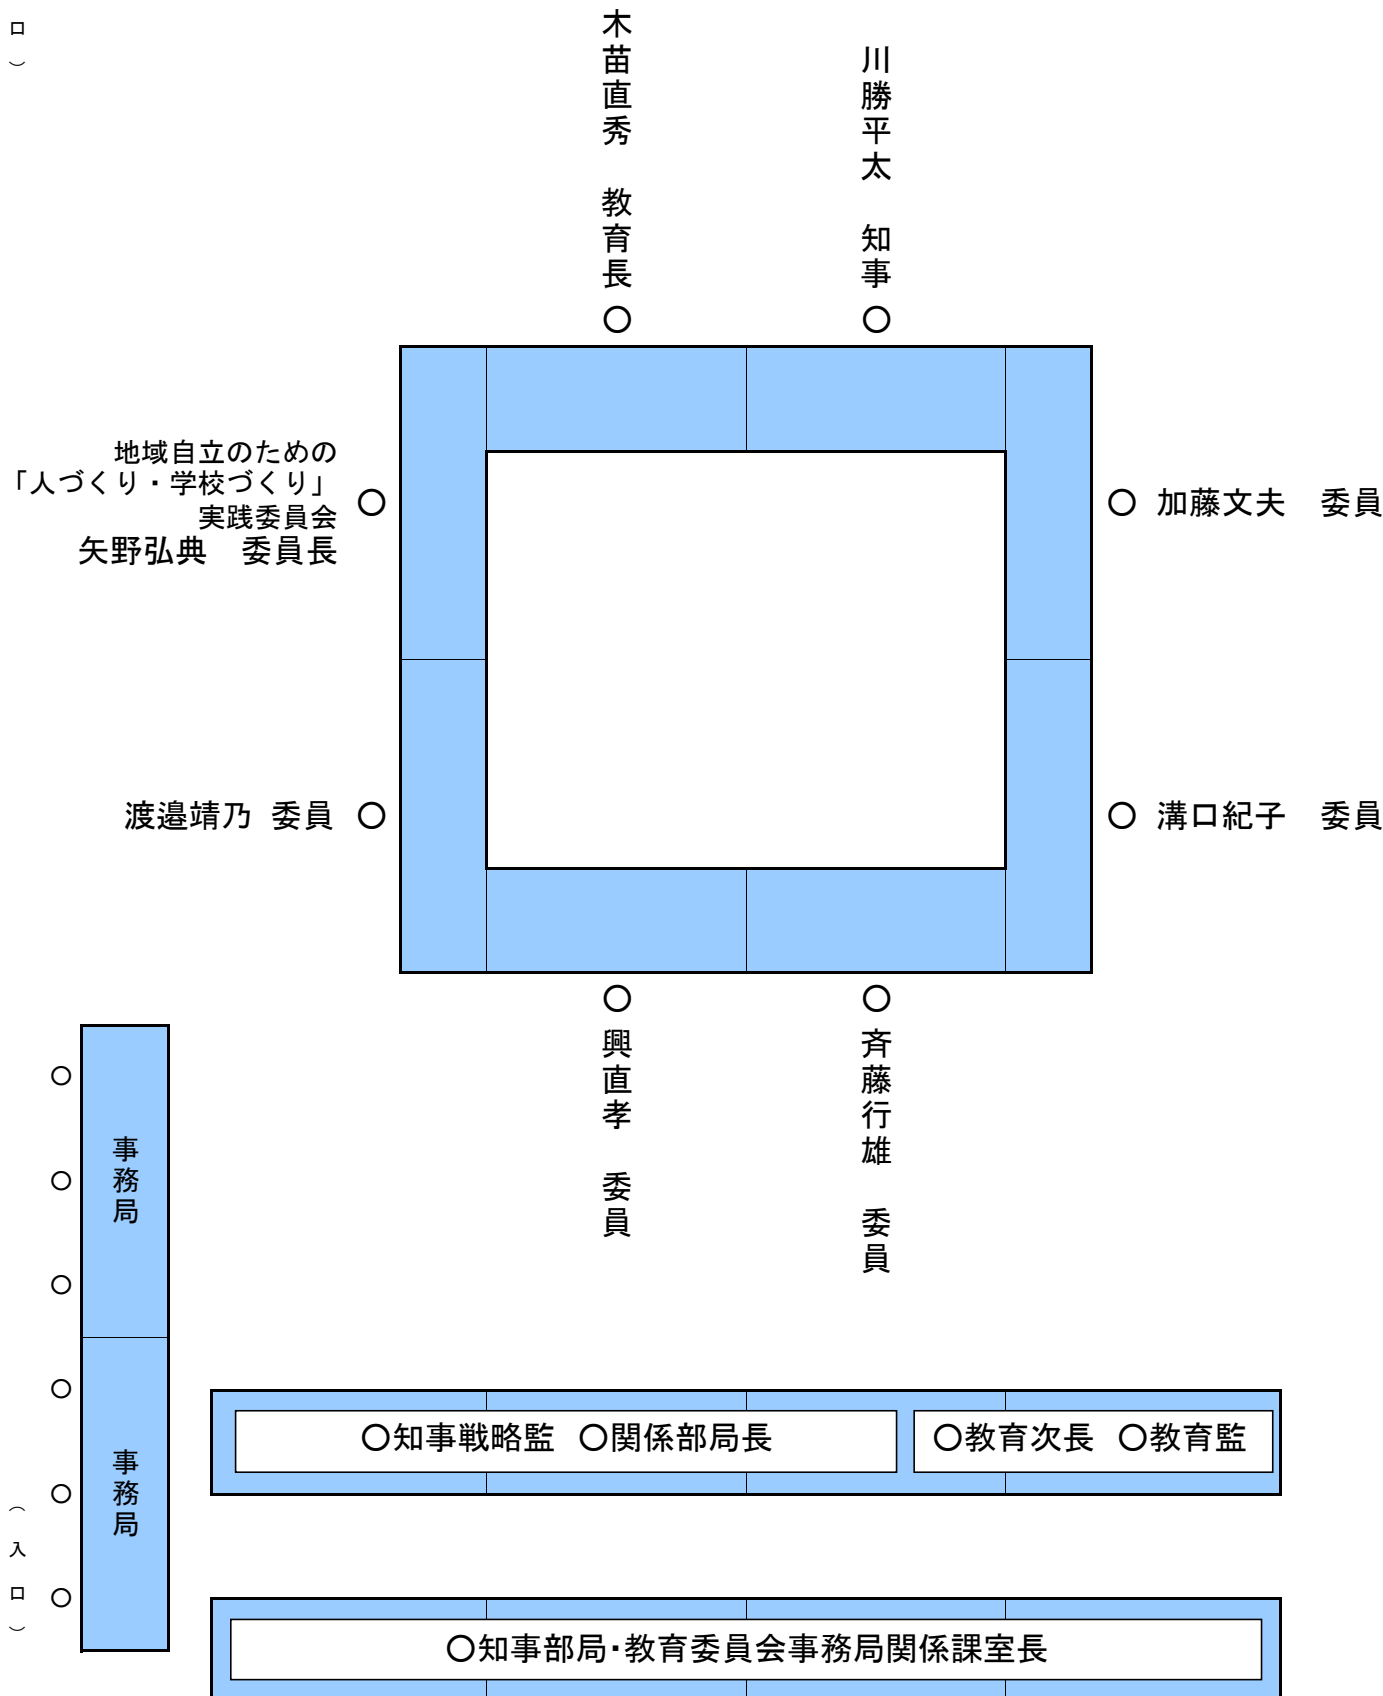 口）
木苗直秀　教育長
川勝平太　知事
○
○
地域自立のための
「人づくり・学校づくり」
実践委員会
矢野弘典　委員長
○
○ 加藤文夫　委員
渡邉靖乃 委員 ○
○ 溝口紀子　委員
○
○
興直孝　委員
斉藤行雄　委員
○
○
○
○
○
○
事務局
事務局
○知事戦略監 ○関係部局長
○教育次長 ○教育監
（入口）
○知事部局・教育委員会事務局関係課室長